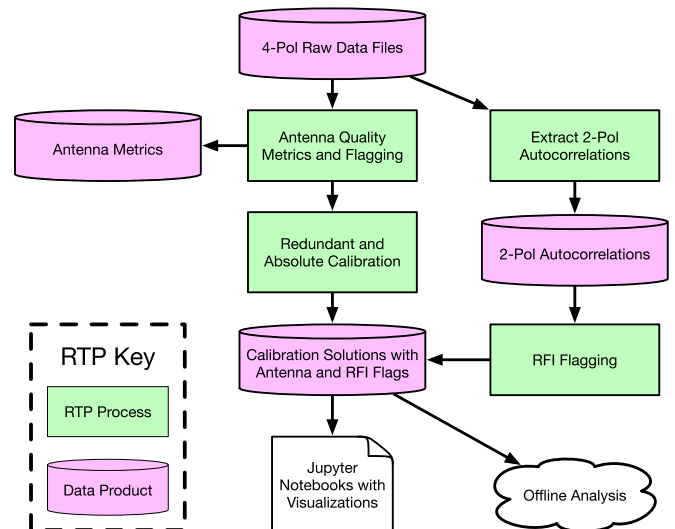 4-Pol Raw Data Files
Antenna Metrics
Antenna Quality
Metrics and Flagging
Extract 2-Pol
Autocorrelations
Redundant and
Absolute Calibration
2-Pol Autocorrelations
Calibration Solutions with
Antenna and RFI Flags
RFI Flagging
RTP Key
RTP Process
Data Product
Jupyter
Notebooks with
Visualizations
Offline Analysis